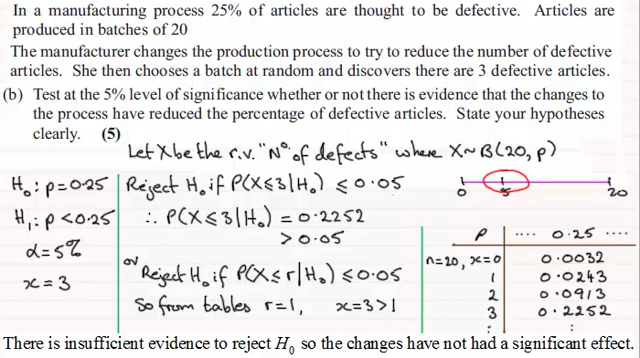 In a manufacturing process 25% of articles are thought to be defective. Articles are
produced in batches of 20
The manufacturer changes the production process to try to reduce the number of defective
articles. She then chooses a batch at random and discovers there are 3 defective articles.
(b) Test at the 5% level of significance whether or not there is evidence that the changes to
the process have reduced the percentage of defective articles. State your hypotheses
clearly. (5)
Let X be the r.v. "Nº of defects" where X~B(20, p)
H₀: p=0.25
H₁: p<0.25
α=5%
x=3
Reject H₀ if P(X≤3|H₀) ≤0.05
∴ P(X≤3|H₀) = 0.2252
>0.05
or
Reject H₀ if P(X≤r|H₀)≤0.05
So from tables r=1, x=3>1
0 5 20
P .... 0.25 ....
n=20, x=0 0.0032
1 0.0243
2 0.0913
3 0.2252
: :
There is insufficient evidence to reject H₀ so the changes have not had a significant effect.